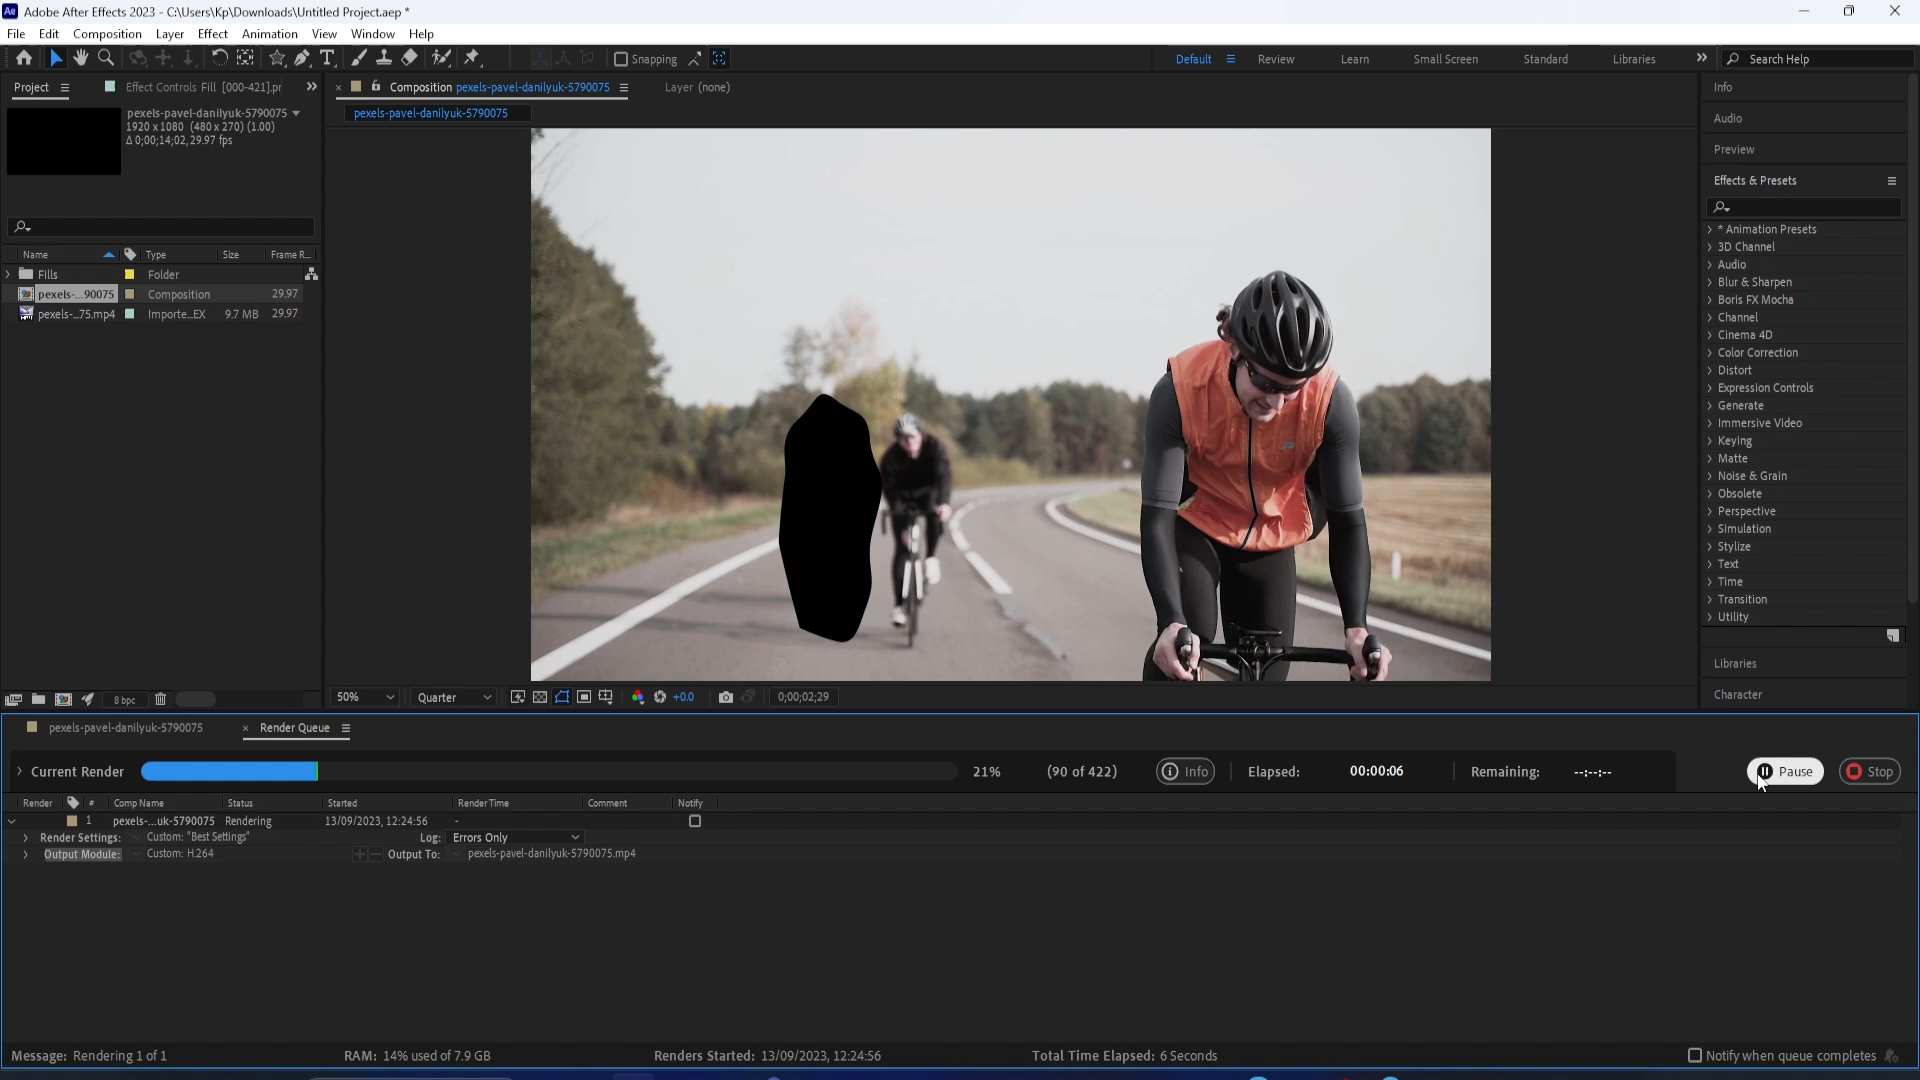 Ae Adobe After Effects 2023 - C:\Users\Kp\Downloads\Untitled Project.aep *
File Edit Composition Layer Effect Animation View Window Help
Snapping Default Review Learn Small Screen Standard Libraries Search Help
Project Effect Controls Fill [000-421].pr
Composition pexels-pavel-danilyuk-5790075 Layer (none)
pexels-pavel-danilyuk-5790075
pexels-pavel-danilyuk-5790075
1920 x 1080 (480 x 270) (1.00)
Δ 0;00;14;02, 29.97 fps
Name Type Size Frame R...
Fills Folder
pexels-...90075 Composition 29.97
pexels-...75.mp4 Importe...EX 9.7 MB 29.97
8 bpc
50% Quarter +0.0 0;00;02;29
Info
Audio
Preview
Effects & Presets
* Animation Presets
3D Channel
Audio
Blur & Sharpen
Boris FX Mocha
Channel
Cinema 4D
Color Correction
Distort
Expression Controls
Generate
Immersive Video
Keying
Matte
Noise & Grain
Obsolete
Perspective
Simulation
Stylize
Text
Time
Transition
Utility
Libraries
Character
pexels-pavel-danilyuk-5790075 Render Queue
Current Render 21% (90 of 422) Info Elapsed: 00:00:06 Remaining: --:--:-- Pause Stop
Render # Comp Name Status Started Render Time Comment Notify
1 pexels-...uk-5790075 Rendering 13/09/2023, 12:24:56 -
Render Settings: Custom: "Best Settings" Log: Errors Only
Output Module: Custom: H.264 Output To: pexels-pavel-danilyuk-5790075.mp4
Message: Rendering 1 of 1 RAM: 14% used of 7.9 GB Renders Started: 13/09/2023, 12:24:56 Total Time Elapsed: 6 Seconds Notify when queue completes